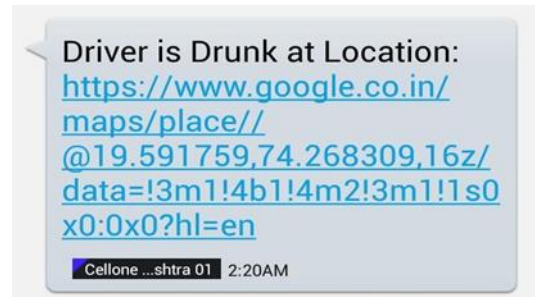 Driver is Drunk at Location:
https://www.google.co.in/
maps/place//
@19.591759,74.268309,16z/
data=!3m1!4b1!4m2!3m1!1s0
x0:0x0?hl=en
Cellone ...shtra 01 2:20AM